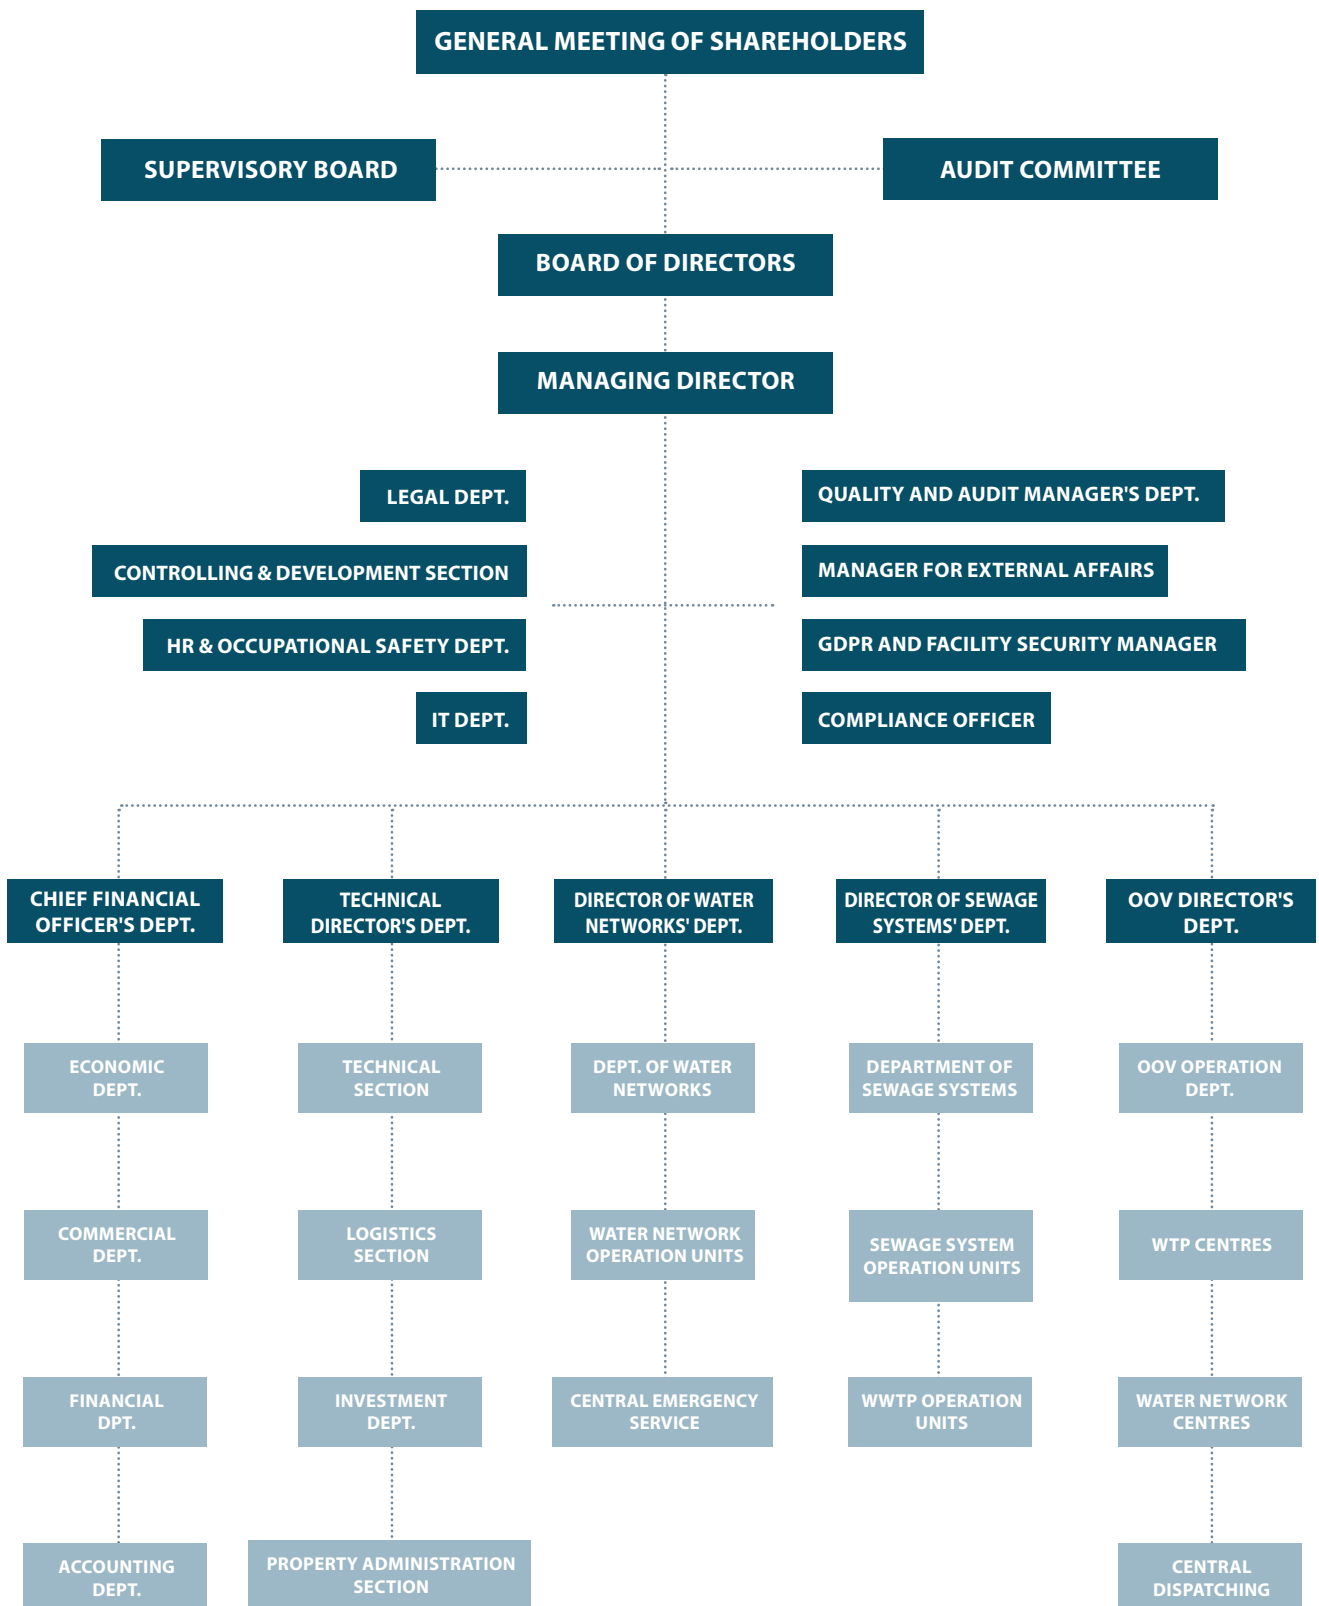 GENERAL MEETING OF SHAREHOLDERS
SUPERVISORY BOARD
AUDIT COMMITTEE
BOARD OF DIRECTORS
MANAGING DIRECTOR
LEGAL DEPT.
QUALITY AND AUDIT MANAGER'S DEPT.
CONTROLLING & DEVELOPMENT SECTION
MANAGER FOR EXTERNAL AFFAIRS
HR & OCCUPATIONAL SAFETY DEPT.
GDPR AND FACILITY SECURITY MANAGER
IT DEPT.
COMPLIANCE OFFICER
CHIEF FINANCIAL
OFFICER'S DEPT.
TECHNICAL
DIRECTOR'S DEPT.
DIRECTOR OF WATER
NETWORKS' DEPT.
DIRECTOR OF SEWAGE
SYSTEMS' DEPT.
OOV DIRECTOR'S
DEPT.
ECONOMIC
DEPT.
TECHNICAL
SECTION
DEPT. OF WATER
NETWORKS
DEPARTMENT OF
SEWAGE SYSTEMS
OOV OPERATION
DEPT.
COMMERCIAL
DEPT.
LOGISTICS
SECTION
WATER NETWORK
OPERATION UNITS
SEWAGE SYSTEM
OPERATION UNITS
WTP CENTRES
FINANCIAL
DPT.
INVESTMENT
DEPT.
CENTRAL EMERGENCY
SERVICE
WWTP OPERATION
UNITS
WATER NETWORK
CENTRES
ACCOUNTING
DEPT.
PROPERTY ADMINISTRATION
SECTION
CENTRAL
DISPATCHING